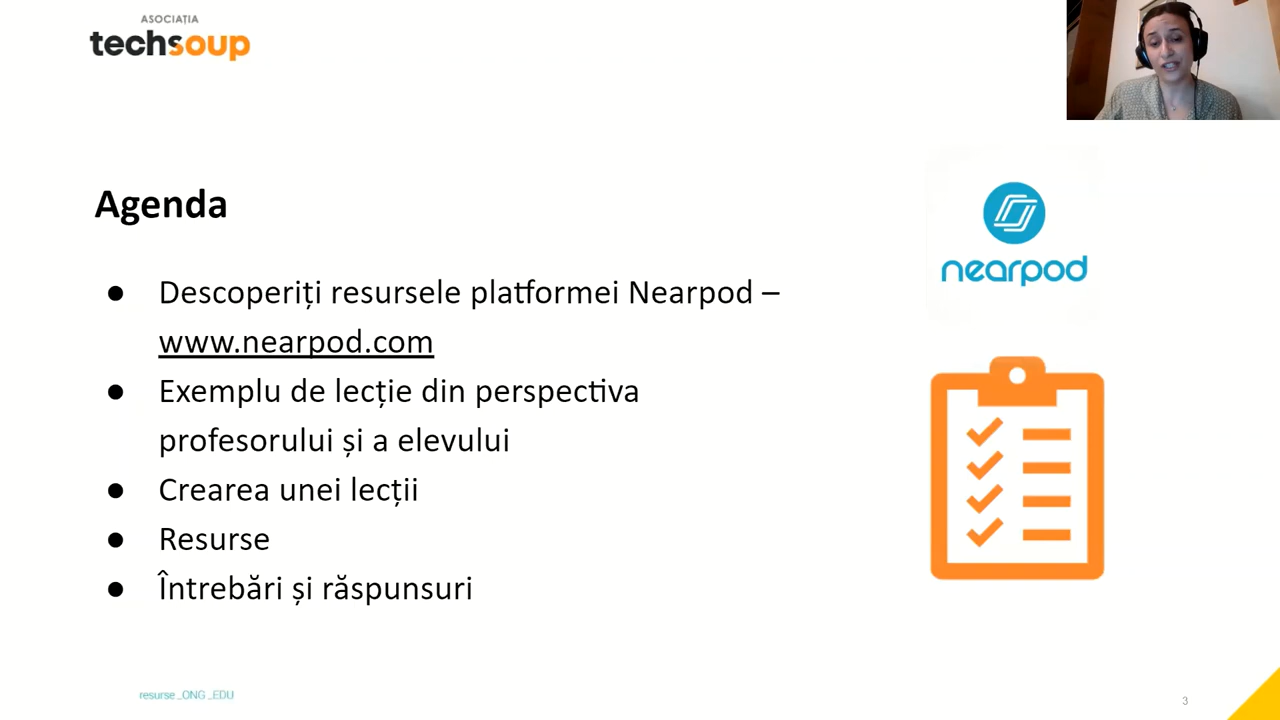 ASOCIAȚIA
techsoup
Agenda
nearpod
● Descoperiți resursele platformei Nearpod –
www.nearpod.com
● Exemplu de lecție din perspectiva
profesorului și a elevului
● Crearea unei lecții
● Resurse
● Întrebări și răspunsuri
resurse_ONG_EDU
3